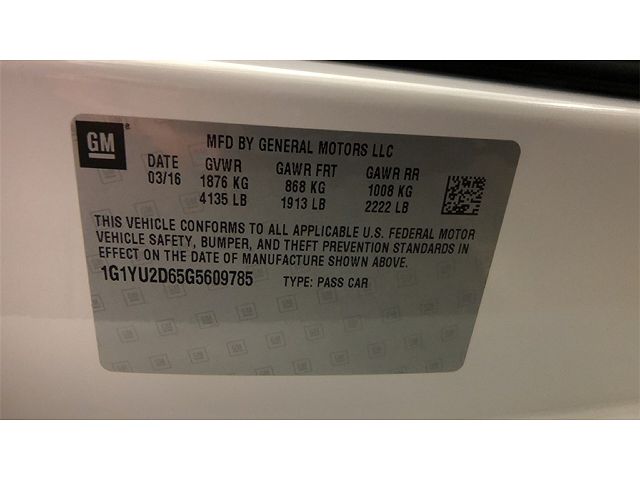 GM
MFD BY GENERAL MOTORS LLC
DATE GVWR GAWR FRT GAWR RR
03/16 1876 KG 868 KG 1008 KG
4135 LB 1913 LB 2222 LB
THIS VEHICLE CONFORMS TO ALL APPLICABLE U.S. FEDERAL MOTOR
VEHICLE SAFETY, BUMPER, AND THEFT PREVENTION STANDARDS IN
EFFECT ON THE DATE OF MANUFACTURE SHOWN ABOVE.
1G1YU2D65G5609785 TYPE: PASS CAR